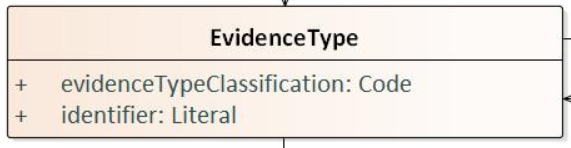 EvidenceType
+ evidenceTypeClassification: Code
+ identifier: Literal